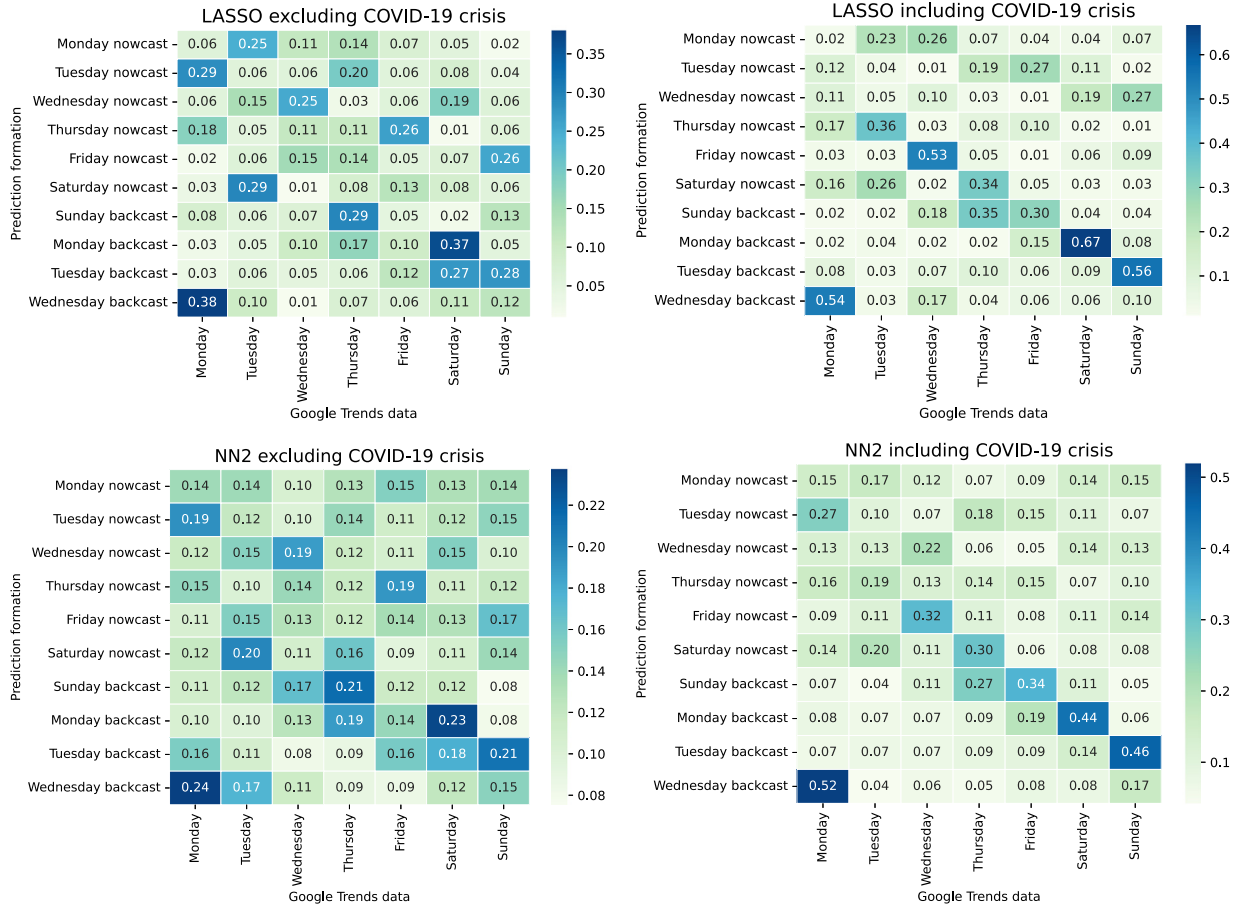 LASSO excluding COVID-19 crisis
Prediction formation
Monday nowcast 0.06 0.25 0.11 0.14 0.07 0.05 0.02
Tuesday nowcast 0.29 0.06 0.06 0.20 0.06 0.08 0.04
Wednesday nowcast 0.06 0.15 0.25 0.03 0.06 0.19 0.06
Thursday nowcast 0.18 0.05 0.11 0.11 0.26 0.01 0.06
Friday nowcast 0.02 0.06 0.15 0.14 0.05 0.07 0.26
Saturday nowcast 0.03 0.29 0.01 0.08 0.13 0.08 0.06
Sunday backcast 0.08 0.06 0.07 0.29 0.05 0.02 0.13
Monday backcast 0.03 0.05 0.10 0.17 0.10 0.37 0.05
Tuesday backcast 0.03 0.06 0.05 0.06 0.12 0.27 0.28
Wednesday backcast 0.38 0.10 0.01 0.07 0.06 0.11 0.12
Monday Tuesday Wednesday Thursday Friday Saturday Sunday
Google Trends data
0.35
0.30
0.25
0.20
0.15
0.10
0.05
LASSO including COVID-19 crisis
Prediction formation
Monday nowcast 0.02 0.23 0.26 0.07 0.04 0.04 0.07
Tuesday nowcast 0.12 0.04 0.01 0.19 0.27 0.11 0.02
Wednesday nowcast 0.11 0.05 0.10 0.03 0.01 0.19 0.27
Thursday nowcast 0.17 0.36 0.03 0.08 0.10 0.02 0.01
Friday nowcast 0.03 0.03 0.53 0.05 0.01 0.06 0.09
Saturday nowcast 0.16 0.26 0.02 0.34 0.05 0.03 0.03
Sunday backcast 0.02 0.02 0.18 0.35 0.30 0.04 0.04
Monday backcast 0.02 0.04 0.02 0.02 0.15 0.67 0.08
Tuesday backcast 0.08 0.03 0.07 0.10 0.06 0.09 0.56
Wednesday backcast 0.54 0.03 0.17 0.04 0.06 0.06 0.10
Monday Tuesday Wednesday Thursday Friday Saturday Sunday
Google Trends data
0.6
0.5
0.4
0.3
0.2
0.1
NN2 excluding COVID-19 crisis
Prediction formation
Monday nowcast 0.14 0.14 0.10 0.13 0.15 0.13 0.14
Tuesday nowcast 0.19 0.12 0.10 0.14 0.11 0.12 0.15
Wednesday nowcast 0.12 0.15 0.19 0.12 0.11 0.15 0.10
Thursday nowcast 0.15 0.10 0.14 0.12 0.19 0.11 0.12
Friday nowcast 0.11 0.15 0.13 0.12 0.14 0.13 0.17
Saturday nowcast 0.12 0.20 0.11 0.16 0.09 0.11 0.14
Sunday backcast 0.11 0.12 0.17 0.21 0.12 0.12 0.08
Monday backcast 0.10 0.10 0.13 0.19 0.14 0.23 0.08
Tuesday backcast 0.16 0.11 0.08 0.09 0.16 0.18 0.21
Wednesday backcast 0.24 0.17 0.11 0.09 0.09 0.12 0.15
Monday Tuesday Wednesday Thursday Friday Saturday Sunday
Google Trends data
0.22
0.20
0.18
0.16
0.14
0.12
0.10
0.08
NN2 including COVID-19 crisis
Prediction formation
Monday nowcast 0.15 0.17 0.12 0.07 0.09 0.14 0.15
Tuesday nowcast 0.27 0.10 0.07 0.18 0.15 0.11 0.07
Wednesday nowcast 0.13 0.13 0.22 0.06 0.05 0.14 0.13
Thursday nowcast 0.16 0.19 0.13 0.14 0.15 0.07 0.10
Friday nowcast 0.09 0.11 0.32 0.11 0.08 0.11 0.14
Saturday nowcast 0.14 0.20 0.11 0.30 0.06 0.08 0.08
Sunday backcast 0.07 0.04 0.11 0.27 0.34 0.11 0.05
Monday backcast 0.08 0.07 0.07 0.09 0.19 0.44 0.06
Tuesday backcast 0.07 0.07 0.07 0.09 0.09 0.14 0.46
Wednesday backcast 0.52 0.04 0.06 0.05 0.08 0.08 0.17
Monday Tuesday Wednesday Thursday Friday Saturday Sunday
Google Trends data
0.5
0.4
0.3
0.2
0.1